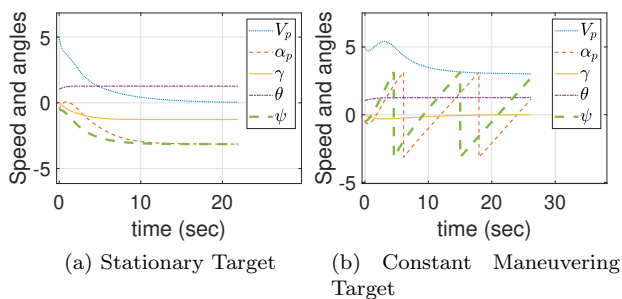 5
0
-5
Speed and angles
0
10
20
time (sec)
V_p
α_p
γ
θ
ψ
(a) Stationary Target
5
0
-5
Speed and angles
0
10
20
30
time (sec)
V_p
α_p
γ
θ
ψ
(b) Constant Maneuvering
Target